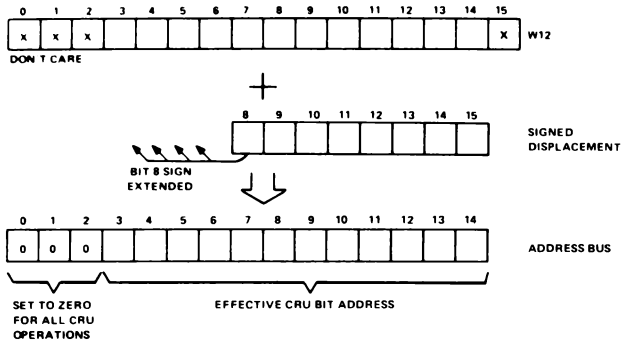 0 1 2 3 4 5 6 7 8 9 10 11 12 13 14 15
X X X X W12
DON T CARE
+
8 9 10 11 12 13 14 15
SIGNED
DISPLACEMENT
BIT 8 SIGN
EXTENDED
0 1 2 3 4 5 6 7 8 9 10 11 12 13 14
0 0 0 ADDRESS BUS
SET TO ZERO
FOR ALL CRU
OPERATIONS
EFFECTIVE CRU BIT ADDRESS